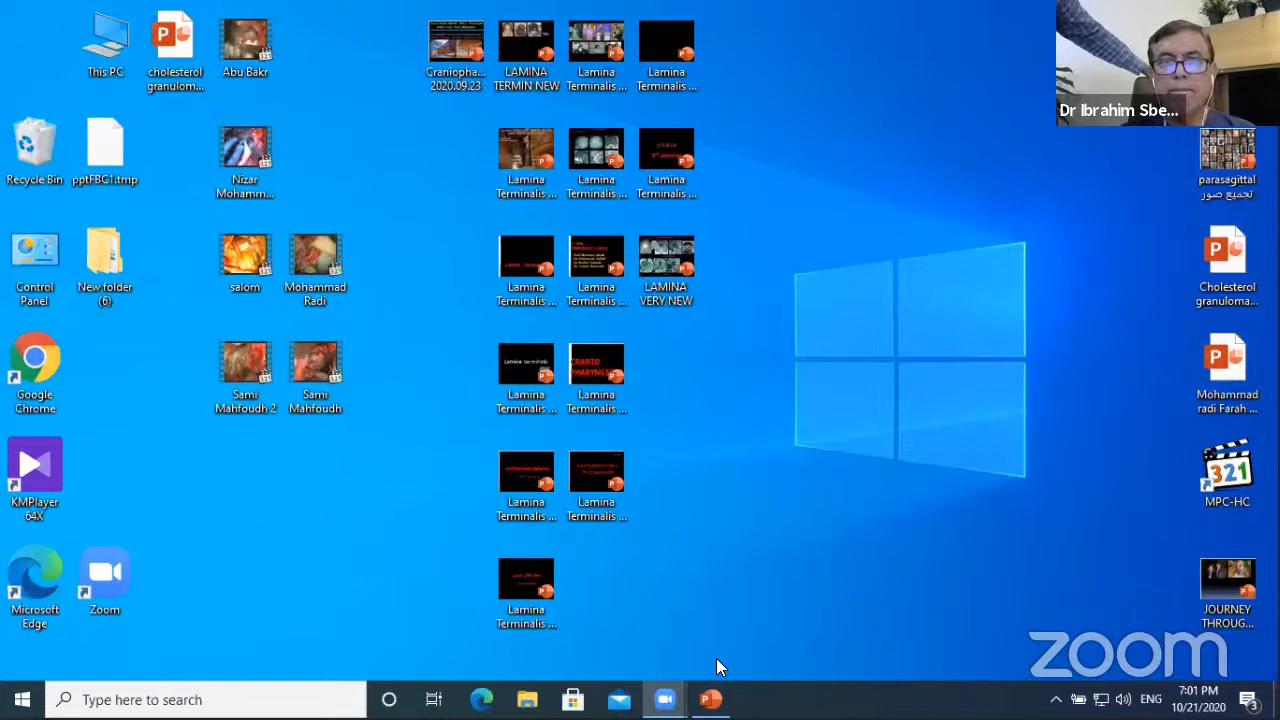 This PC
cholesterol
granulom...
Abu Bakr
Craniopha...
2020.09.23
LAMINA
TERMIN NEW
Lamina
Terminalis ...
Lamina
Terminalis ...
Dr Ibrahim Sbe...
Recycle Bin
pptFBC1.tmp
Nizar
Mohamm...
Lamina
Terminalis ...
Lamina
Terminalis ...
Lamina
Terminalis ...
parasagittal
تجميع صور
Control
Panel
New folder
(6)
salom
Mohammad
Radi
Lamina
Terminalis ...
Lamina
Terminalis ...
LAMINA
VERY NEW
Cholesterol
granuloma...
Google
Chrome
Sami
Mahfoudh 2
Sami
Mahfoudh
Lamina terminalis
Lamina
Terminalis ...
Lamina
Terminalis ...
Mohammad
radi Farah ...
KMPlayer
64X
Lamina
Terminalis ...
Lamina
Terminalis ...
321
MPC-HC
Microsoft
Edge
Zoom
Lamina
Terminalis ...
JOURNEY
THROUG...
zoom
Type here to search
ENG
7:01 PM
10/21/2020
3